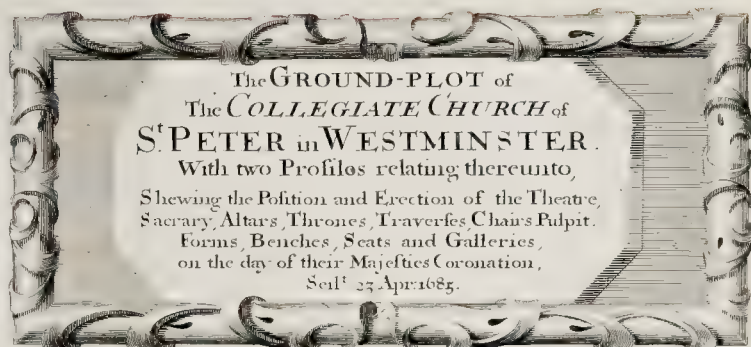 The GROUND-PLOT of
The COLLEGIATE CHURCH of
St. PETER in WESTMINSTER.
With two Profiles relating thereunto,
Shewing the Poſition and Erection of the Theatre,
Sacrary, Altars, Thrones, Traverſes, Chairs Pulpit.
Forms, Benches, Seats and Galleries,
on the day of their Majeſties Coronation,
Scilt 23 Apr: 1685.